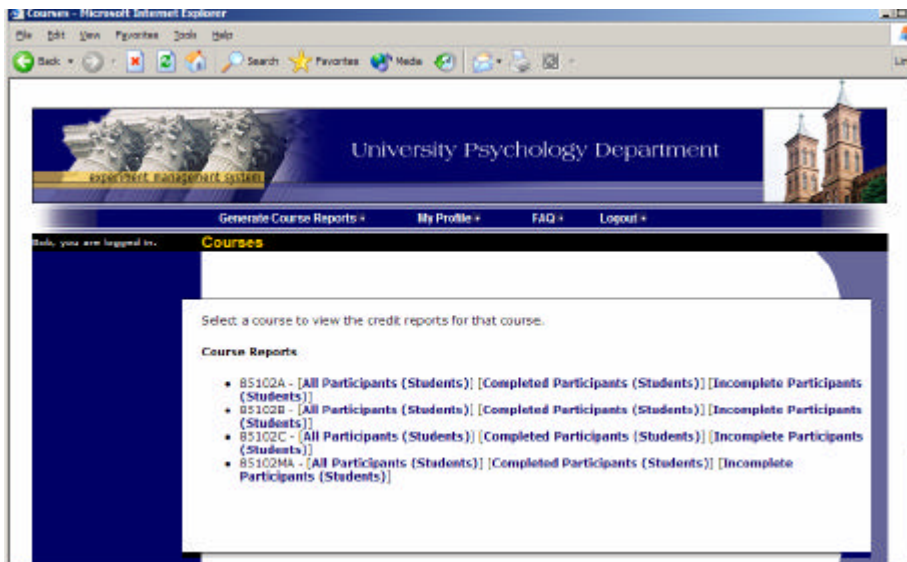 Courses - Microsoft Internet Explorer
File Edit View Favorites Tools Help
Back Search Favorites Media
University Psychology Department
experiment management system
Generate Course Reports My Profile FAQ Logout
Bob, you are logged in. Courses
Select a course to view the credit reports for that course.
Course Reports
• 85102A - [All Participants (Students)] [Completed Participants (Students)] [Incomplete Participants
(Students)]
• 85102B - [All Participants (Students)] [Completed Participants (Students)] [Incomplete Participants
(Students)]
• 85102C - [All Participants (Students)] [Completed Participants (Students)] [Incomplete Participants
(Students)]
• 85102MA - [All Participants (Students)] [Completed Participants (Students)] [Incomplete
Participants (Students)]